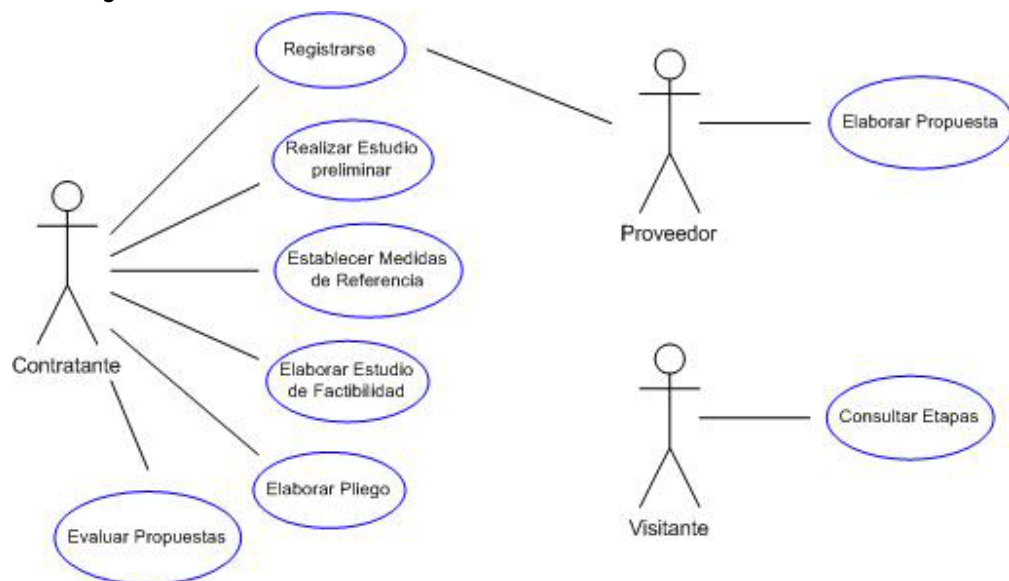 Registrarse
Realizar Estudio
preliminar
Establecer Medidas
de Referencia
Elaborar Estudio
de Factibilidad
Elaborar Pliego
Evaluar Propuestas
Contratante
Proveedor
Elaborar Propuesta
Visitante
Consultar Etapas